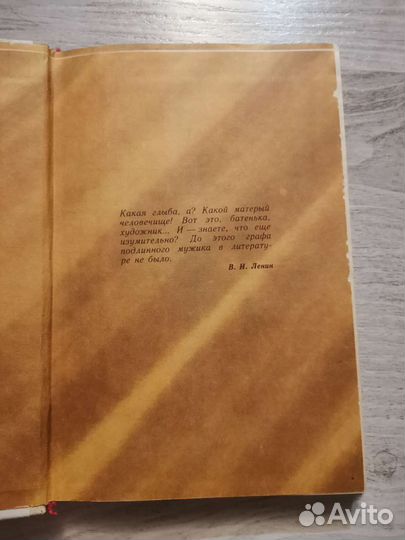 Какая глыба, а? Какой матерый
человечище! Вот это, батенька,
художник... И — знаете, что еще
изумительно? До этого графа
подлинного мужика в литерату-
ре не было.
В. И. Ленин
Avito